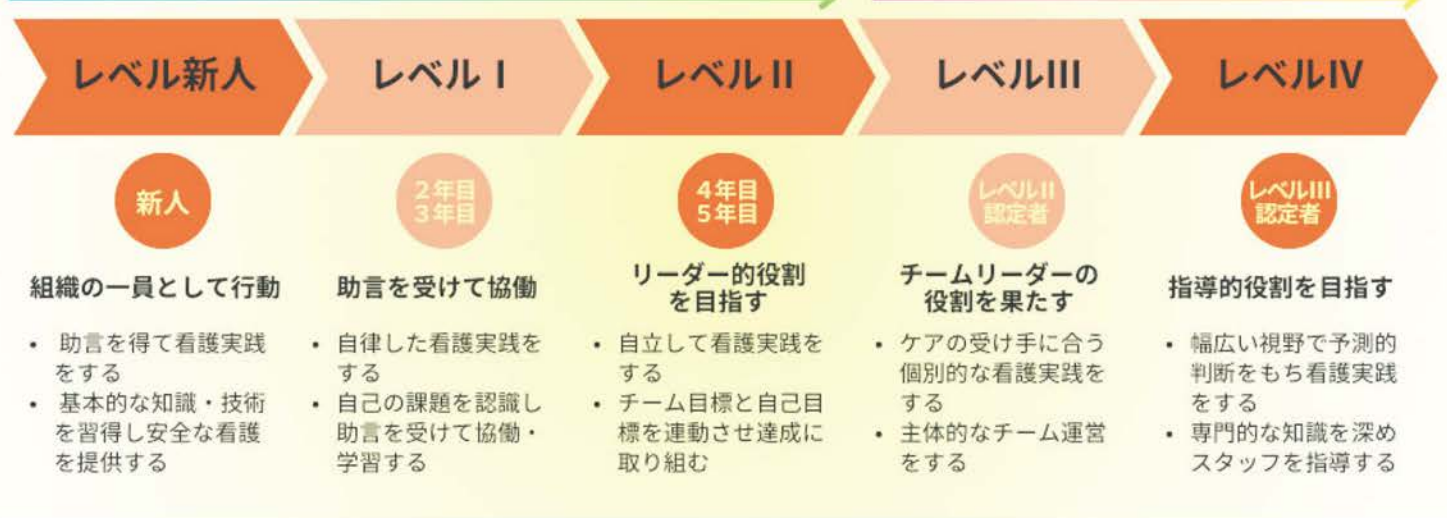 レベル新人
レベル I
レベル II
レベルIII
レベルIV
新人
2年目
3年目
4年目
5年目
レベルII
認定者
レベルIII
認定者
組織の一員として行動
助言を受けて協働
リーダー的役割
を目指す
チームリーダーの
役割を果たす
指導的役割を目指す
• 助言を得て看護実践
をする
• 基本的な知識・技術
を習得し安全な看護
を提供する
• 自律した看護実践を
する
• 自己の課題を認識し
助言を受けて協働・
学習する
• 自立して看護実践を
する
• チーム目標と自己目
標を連動させ達成に
取り組む
• ケアの受け手に合う
個別的な看護実践を
する
• 主体的なチーム運営
をする
• 幅広い視野で予測的
判断をもち看護実践
をする
• 専門的な知識を深め
スタッフを指導する